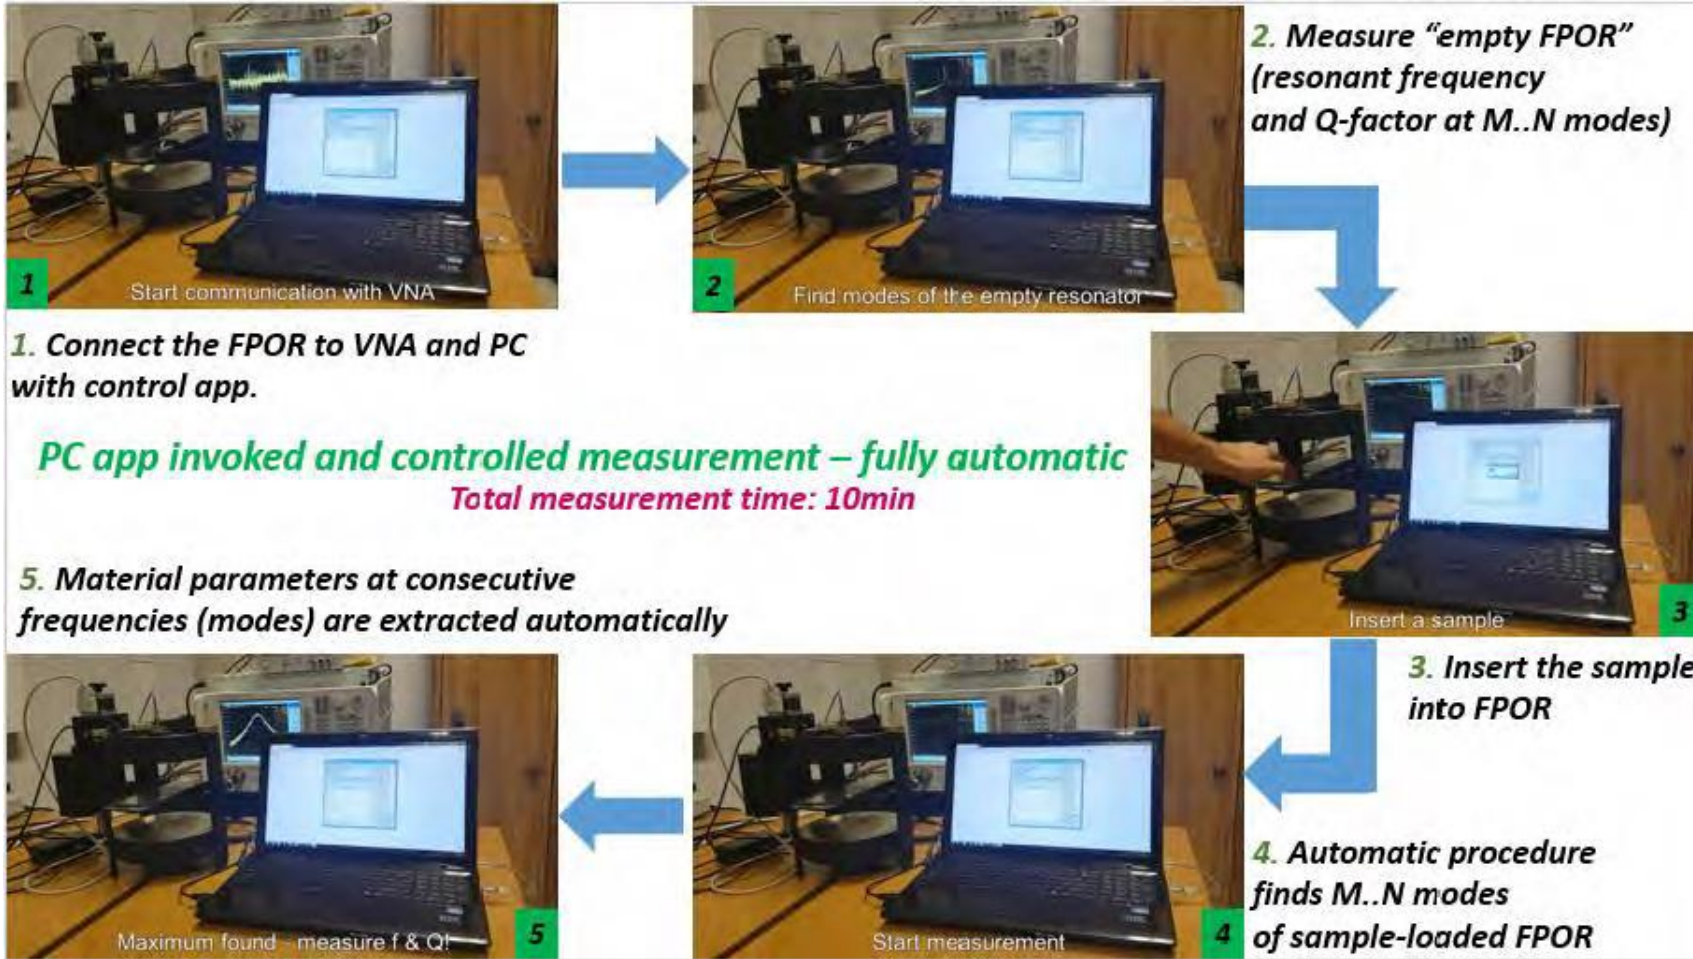 1
Start communication with VNA
2
Find modes of the empty resonator
2. Measure “empty FPOR”
(resonant frequency
and Q-factor at M..N modes)
1. Connect the FPOR to VNA and PC
with control app.
PC app invoked and controlled measurement – fully automatic
Total measurement time: 10min
Insert a sample
3
3. Insert the sample
into FPOR
5. Material parameters at consecutive
frequencies (modes) are extracted automatically
Maximum found - measure f & Q!
5
Start measurement
4
4. Automatic procedure
finds M..N modes
of sample-loaded FPOR